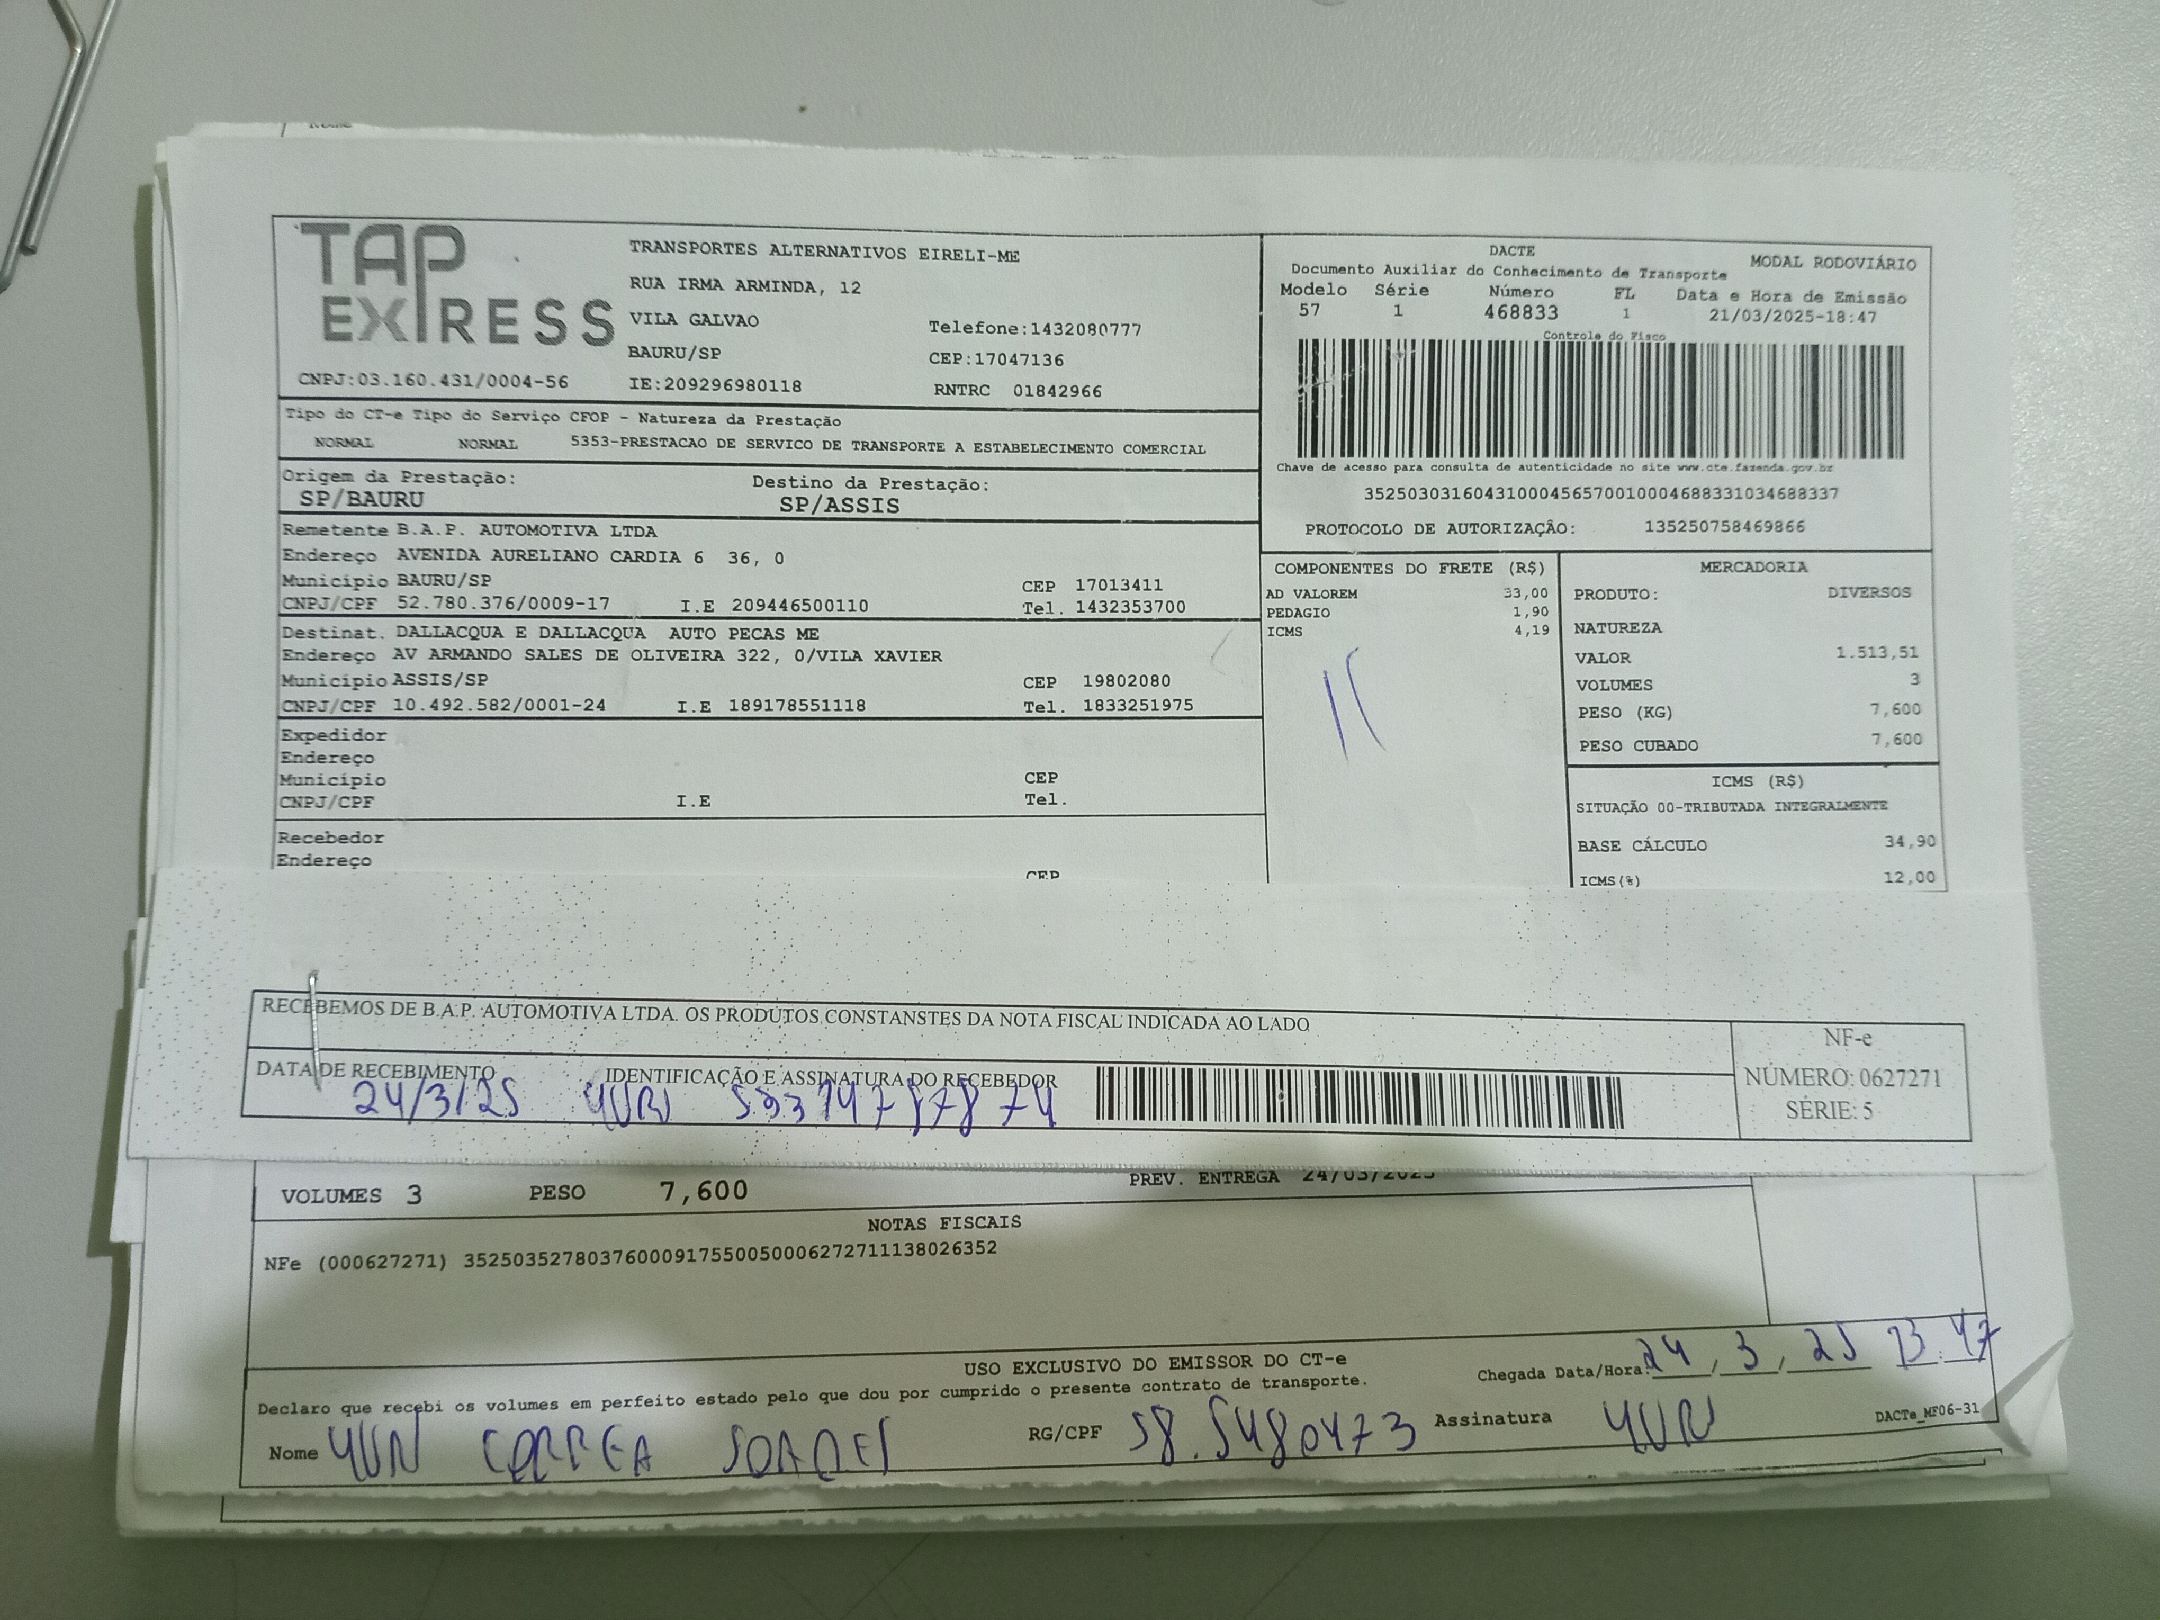 TAP EXPRESS
TRANSPORTES ALTERNATIVOS EIRELI-ME
RUA IRMA ARMINDA, 12
VILA GALVAO Telefone:1432080777
BAURU/SP CEP:17047136
CNPJ:03.160.431/0004-56 IE:209296980118 RNTRC 01842966
DACTE
MODAL RODOVIÁRIO
Documento Auxiliar do Conhecimento de Transporte
Modelo Série Número FL Data e Hora de Emissão
57 1 468833 1 21/03/2025-18:47
Controle do Fisco
Chave de acesso para consulta de autenticidade no site www.cte.fazenda.gov.br
35250303160431000456570010004688331034688337
PROTOCOLO DE AUTORIZAÇÃO: 135250758469866
Tipo do CT-e Tipo do Serviço CFOP - Natureza da Prestação
NORMAL NORMAL 5353-PRESTACAO DE SERVICO DE TRANSPORTE A ESTABELECIMENTO COMERCIAL
Origem da Prestação: Destino da Prestação:
SP/BAURU SP/ASSIS
Remetente B.A.P. AUTOMOTIVA LTDA
Endereço AVENIDA AURELIANO CARDIA 6 36, 0
Município BAURU/SP CEP 17013411
CNPJ/CPF 52.780.376/0009-17 I.E 209446500110 Tel. 1432353700
Destinat. DALLACQUA E DALLACQUA AUTO PECAS ME
Endereço AV ARMANDO SALES DE OLIVEIRA 322, 0/VILA XAVIER
Município ASSIS/SP CEP 19802080
CNPJ/CPF 10.492.582/0001-24 I.E 189178551118 Tel. 1833251975
Expedidor
Endereço
Município CEP
CNPJ/CPF I.E Tel.
Recebedor
Endereço
CEP
COMPONENTES DO FRETE (R$)
AD VALOREM 33,00
PEDAGIO 1,90
ICMS 4,19
MERCADORIA
PRODUTO: DIVERSOS
NATUREZA
VALOR 1.513,51
VOLUMES 3
PESO (KG) 7,600
PESO CUBADO 7,600
ICMS (R$)
SITUAÇÃO 00-TRIBUTADA INTEGRALMENTE
BASE CÁLCULO 34,90
ICMS(%) 12,00
RECEBEMOS DE B.A.P. AUTOMOTIVA LTDA. OS PRODUTOS CONSTANSTES DA NOTA FISCAL INDICADA AO LADO
DATA DE RECEBIMENTO IDENTIFICAÇÃO E ASSINATURA DO RECEBEDOR
24/3/25 YURI
NF-e
NÚMERO: 0627271
SÉRIE: 5
VOLUMES 3 PESO 7,600 PREV. ENTREGA 24/03/2025
NOTAS FISCAIS
NFe (000627271) 35250352780376000917550050006272711138026352
USO EXCLUSIVO DO EMISSOR DO CT-e
Declaro que recebi os volumes em perfeito estado pelo que dou por cumprido o presente contrato de transporte.
Chegada Data/Hora: 24, 3, 25 13:47
Nome YURI CORREA SOARES RG/CPF 58.5480473 Assinatura YURI
DACTe_MF06-31